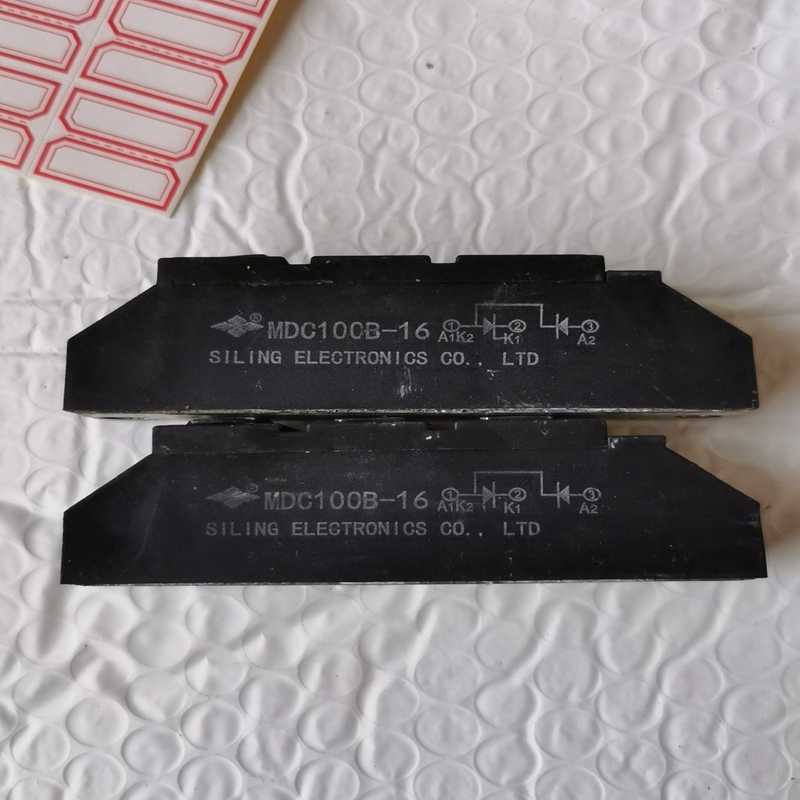 ® MDC100B-16 1 2 3
A1K2 K1 A2
SILING ELECTRONICS CO., LTD
® MDC100B-16 1 2 3
A1K2 K1 A2
SILING ELECTRONICS CO., LTD